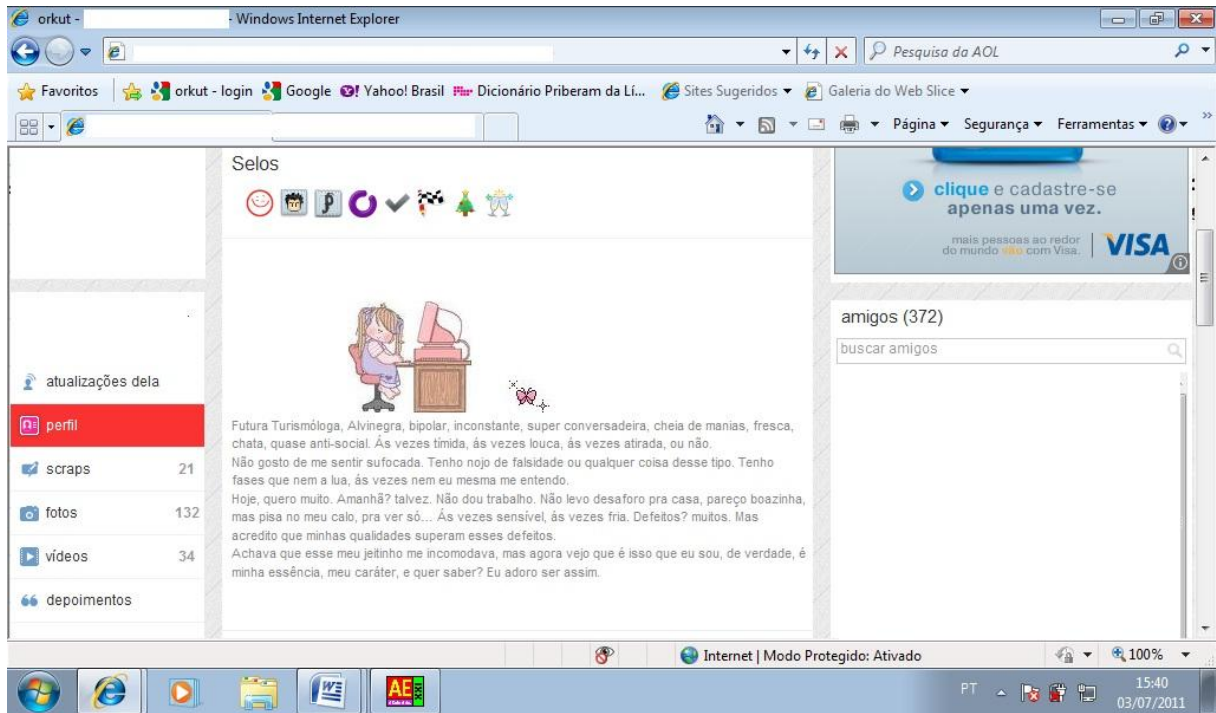 orkut - - Windows Internet Explorer
Pesquisa da AOL
Favoritos orkut - login Google Yahoo! Brasil Dicionário Priberam da Lí... Sites Sugeridos Galeria do Web Slice
Página Segurança Ferramentas
Selos
clique e cadastre-se
apenas uma vez.
mais pessoas ao redor
do mundo vão com Visa.
VISA
amigos (372)
buscar amigos
atualizações dela
perfil
scraps 21
fotos 132
vídeos 34
depoimentos
Futura Turismóloga, Alvinegra, bipolar, inconstante, super conversadeira, cheia de manias, fresca,
chata, quase anti-social. Ás vezes tímida, ás vezes louca, ás vezes atirada, ou não.
Não gosto de me sentir sufocada. Tenho nojo de falsidade ou qualquer coisa desse tipo. Tenho
fases que nem a lua, ás vezes nem eu mesma me entendo.
Hoje, quero muito. Amanhã? talvez. Não dou trabalho. Não levo desaforo pra casa, pareço boazinha,
mas pisa no meu calo, pra ver só... Ás vezes sensível, ás vezes fria. Defeitos? muitos. Mas
acredito que minhas qualidades superam esses defeitos.
Achava que esse meu jeitinho me incomodava, mas agora vejo que é isso que eu sou, de verdade, é
minha essência, meu caráter, e quer saber? Eu adoro ser assim.
Internet | Modo Protegido: Ativado
100%
AE
PT
15:40
03/07/2011